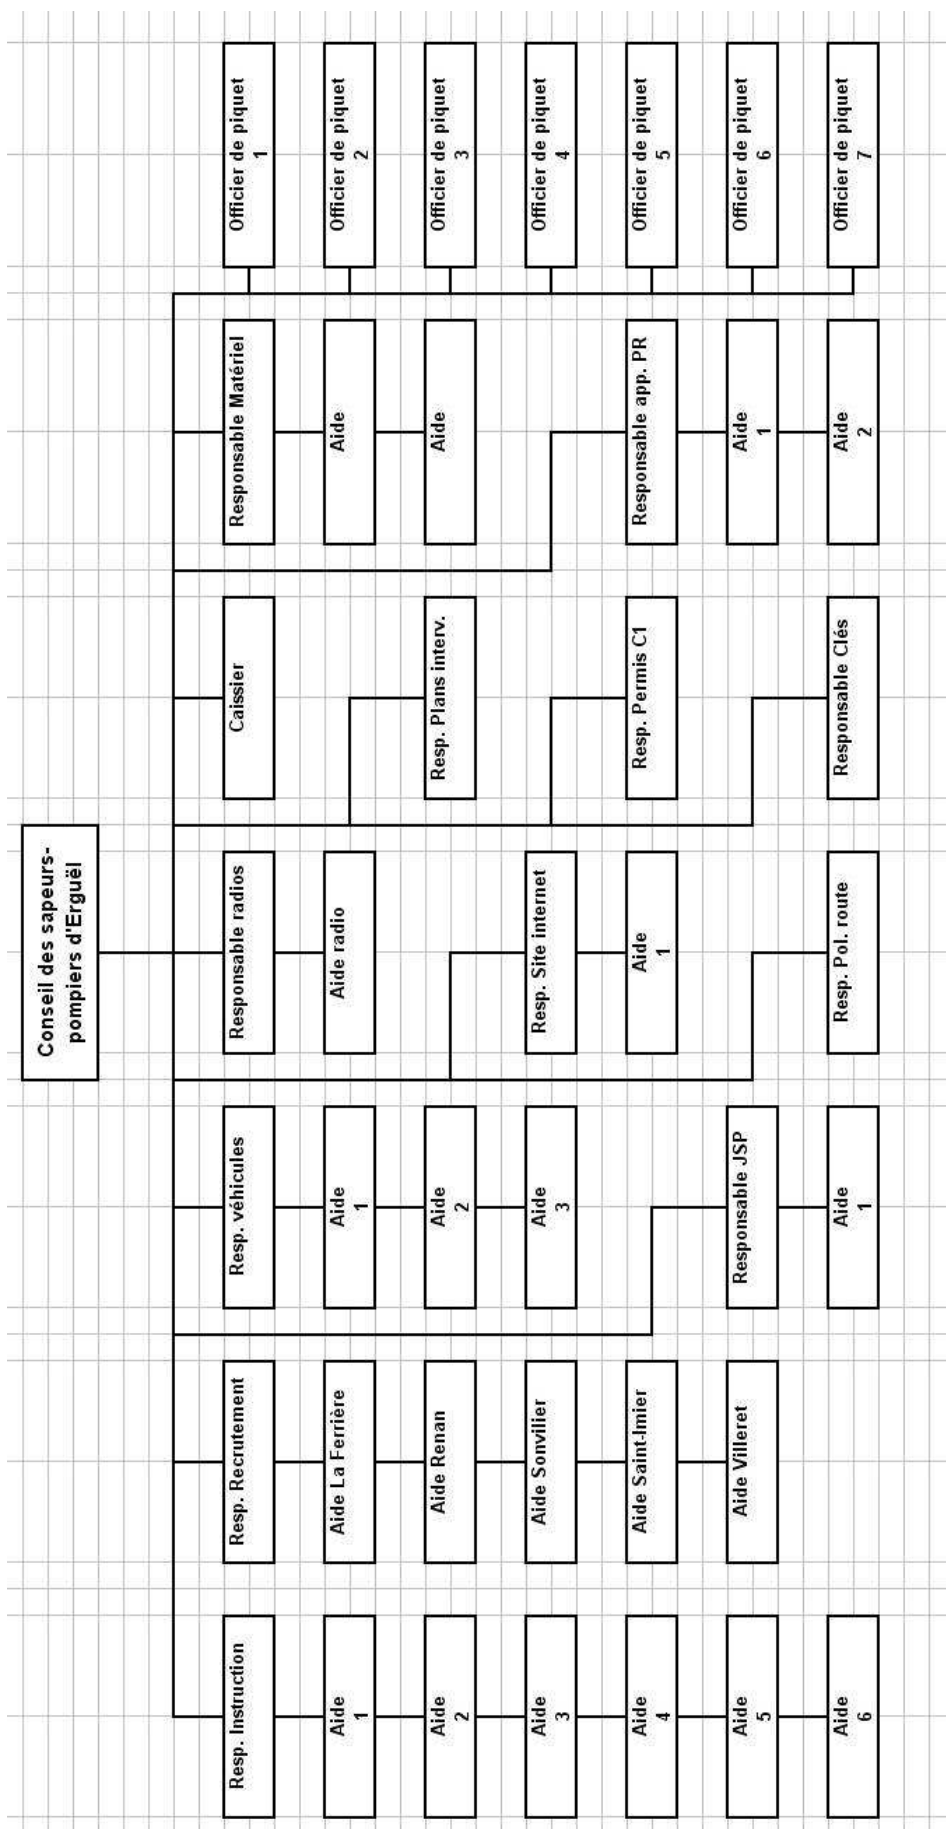 Conseil des sapeurs-
pompiers d'Erguël
Resp. Instruction
Aide
1
Aide
2
Aide
3
Aide
4
Aide
5
Aide
6
Resp. Recrutement
Aide La Ferrière
Aide Renan
Aide Sonvilier
Aide Saint-Imier
Aide Villeret
Resp. véhicules
Aide
1
Aide
2
Aide
3
Responsable JSP
Aide
1
Responsable radios
Aide radio
Resp. Site internet
Aide
1
Resp. Pol. route
Caissier
Resp. Plans interv.
Resp. Permis C1
Responsable Clés
Responsable Matériel
Aide
Aide
Responsable app. PR
Aide
1
Aide
2
Officier de piquet
1
Officier de piquet
2
Officier de piquet
3
Officier de piquet
4
Officier de piquet
5
Officier de piquet
6
Officier de piquet
7